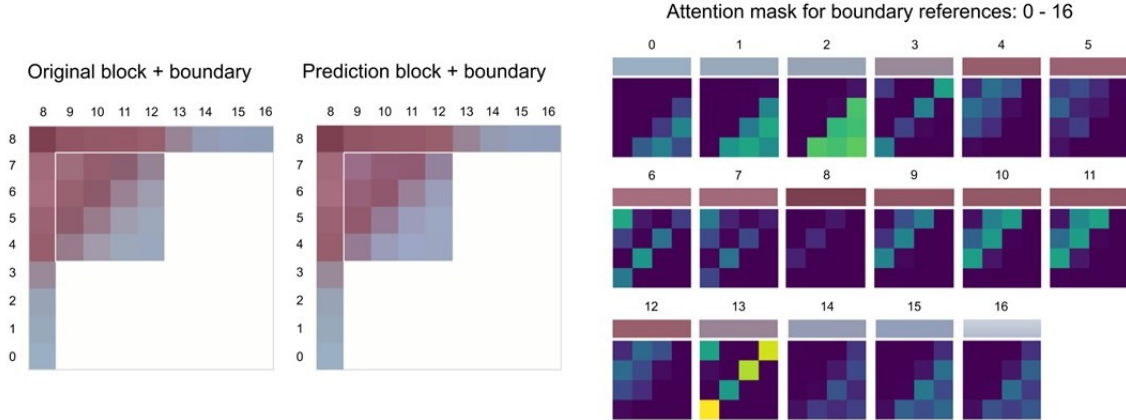 Attention mask for boundary references: 0 - 16
Original block + boundary
8 9 10 11 12 13 14 15 16
8
7
6
5
4
3
2
1
0
Prediction block + boundary
8 9 10 11 12 13 14 15 16
8
7
6
5
4
3
2
1
0
0 1 2 3 4 5
6 7 8 9 10 11
12 13 14 15 16